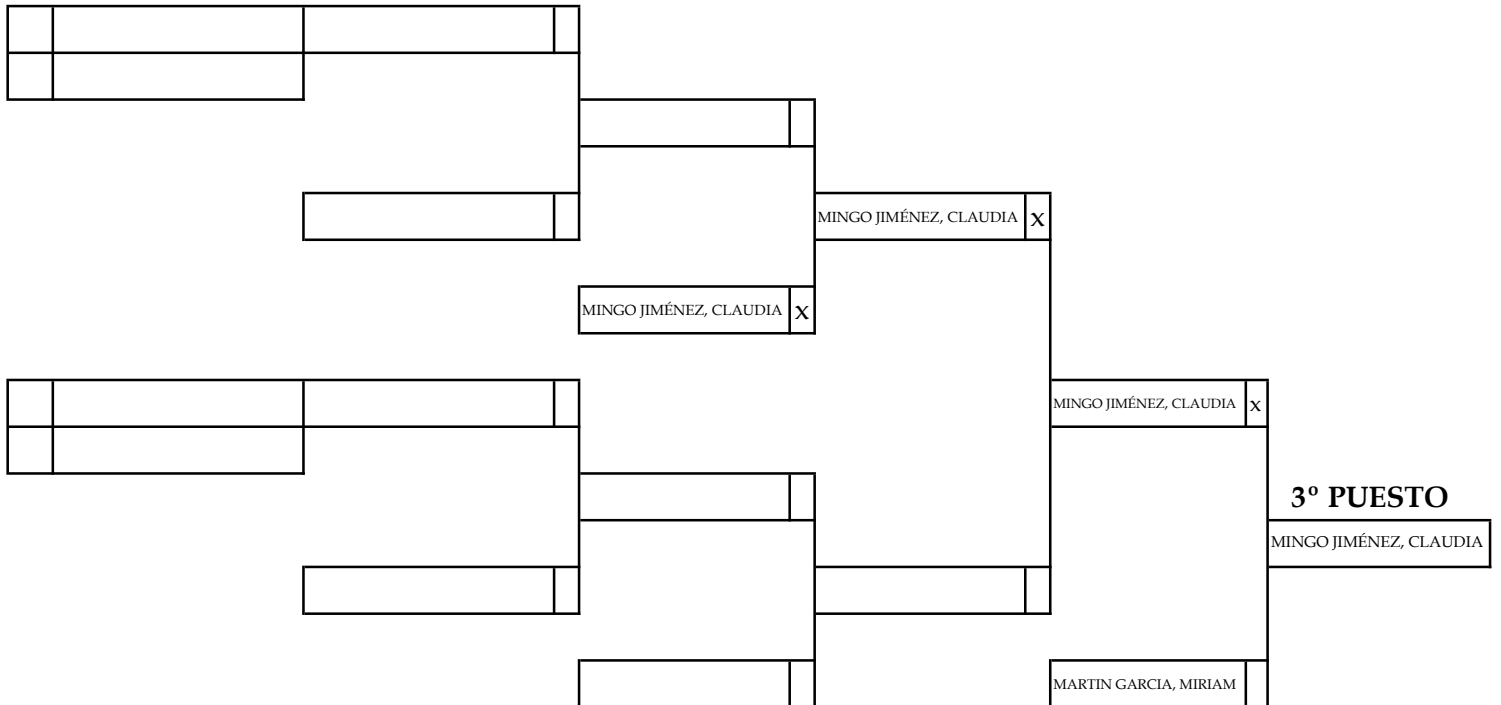 MINGO JIMÉNEZ, CLAUDIA X
MINGO JIMÉNEZ, CLAUDIA X
MINGO JIMÉNEZ, CLAUDIA x
3º PUESTO
MINGO JIMÉNEZ, CLAUDIA
MARTIN GARCIA, MIRIAM